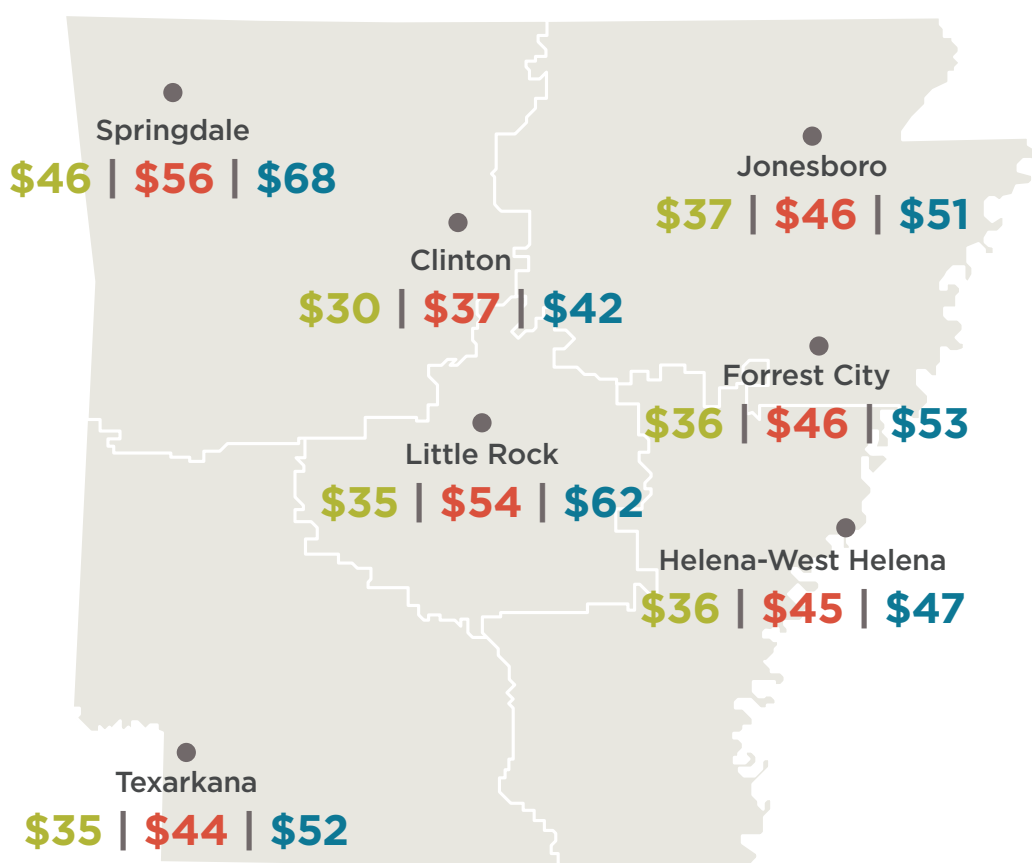 Springdale
$46 | $56 | $68
Jonesboro
$37 | $46 | $51
Clinton
$30 | $37 | $42
Forrest City
$36 | $46 | $53
Little Rock
$35 | $54 | $62
Helena-West Helena
$36 | $45 | $47
Texarkana
$35 | $44 | $52